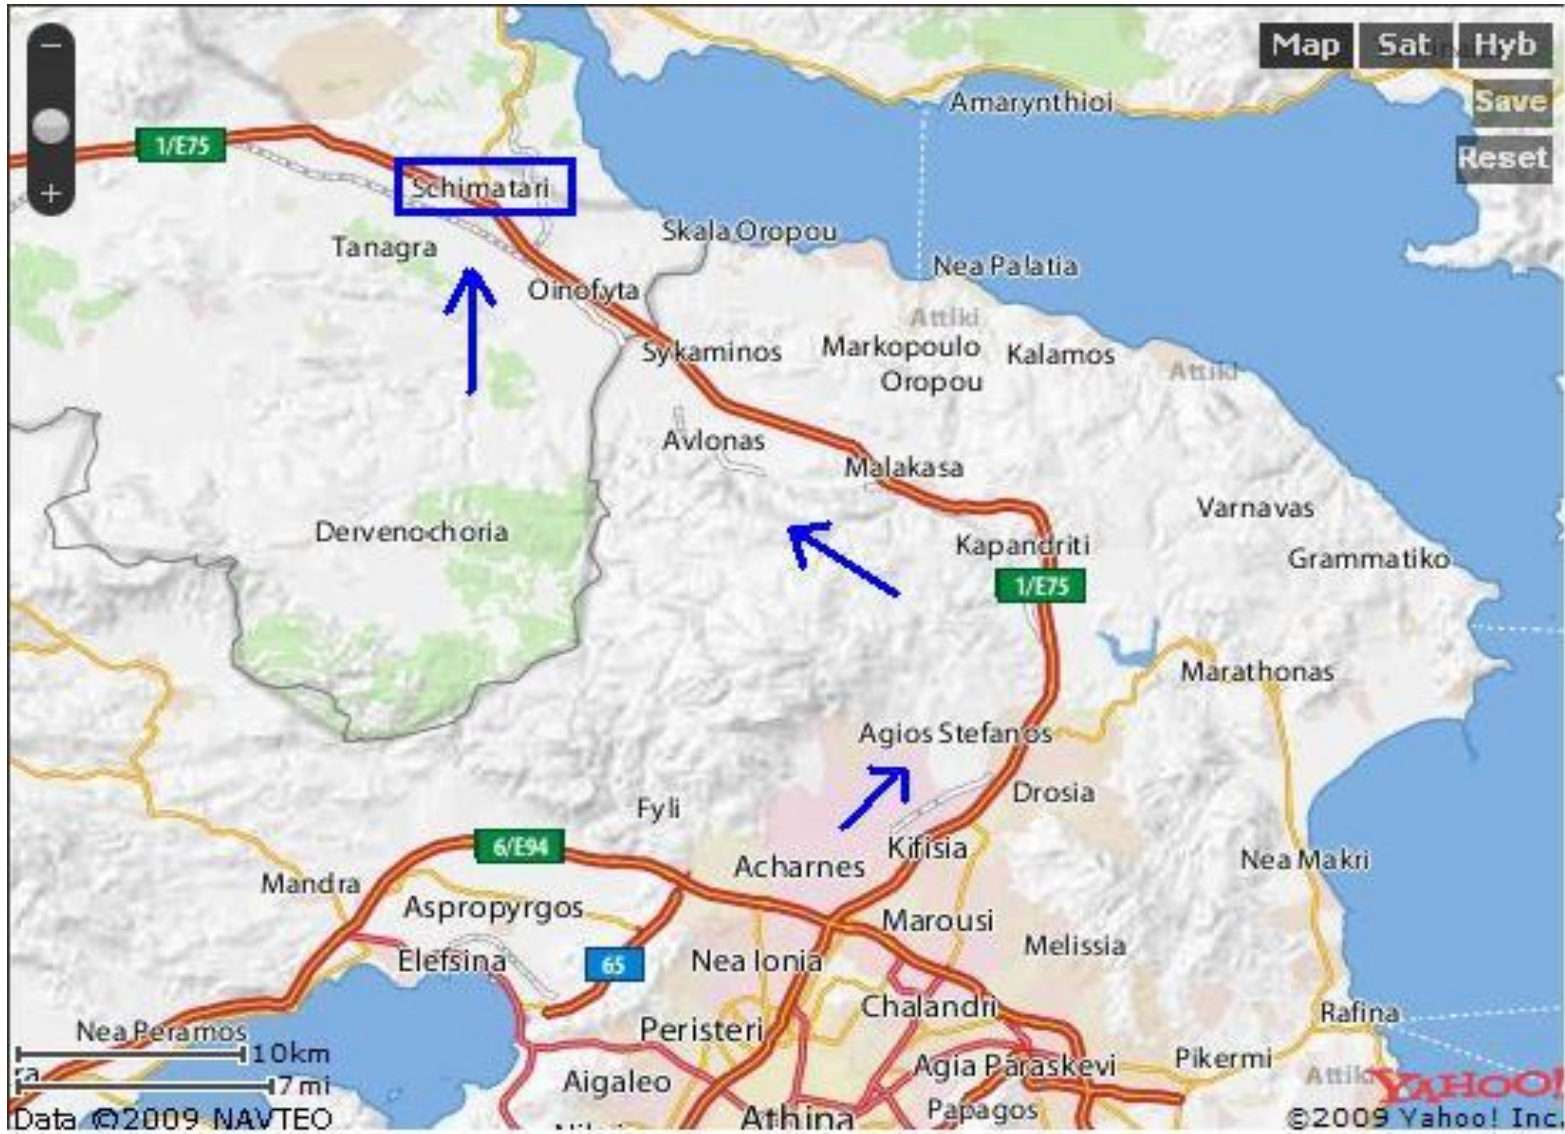 Map Sat Hyb
Amarynthioi
Save
1/E75
Reset
Schimatari
Skala Oropou
Tanagra
Nea Palatia
Oinofyta
Attiki
Sykaminos
Markopoulo
Oropou
Kalamos
Attiki
Avlonas
Malakasa
Varnavas
Dervenochoria
Kapandriti
Grammatiko
1/E75
Marathonas
Agios Stefanos
Drosia
Fyli
6/E94
Kifisia
Acharnes
Nea Makri
Mandra
Aspropyrgos
Marousi
Melissia
Elefsina
65
Nea Ionia
Chalandri
Rafina
Nea Peramos
Peristeri
10km
Agia Paraskevi
Pikermi
Attiki
7mi
Aigaleo
YAHOO!
Papagos
Data ©2009 NAVTEQ
Athina
©2009 Yahoo! Inc